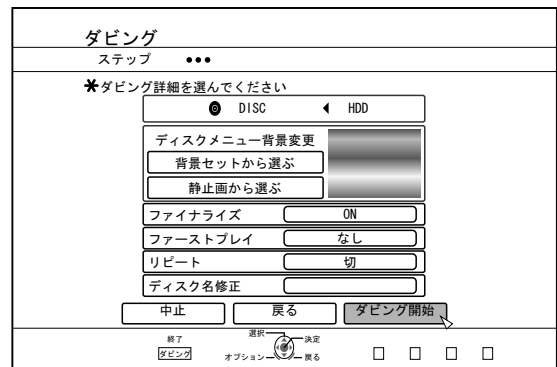 ダビング
ステップ
ダビング詳細を選んでください
DISC HDD
ディスクメニュー背景変更
背景セットから選ぶ
静止画から選ぶ
ファイナライズ ON
ファーストプレイ なし
リピート 切
ディスク名修正
中止 戻る ダビング開始
終了 選択 決定
ダビング オプション 戻る